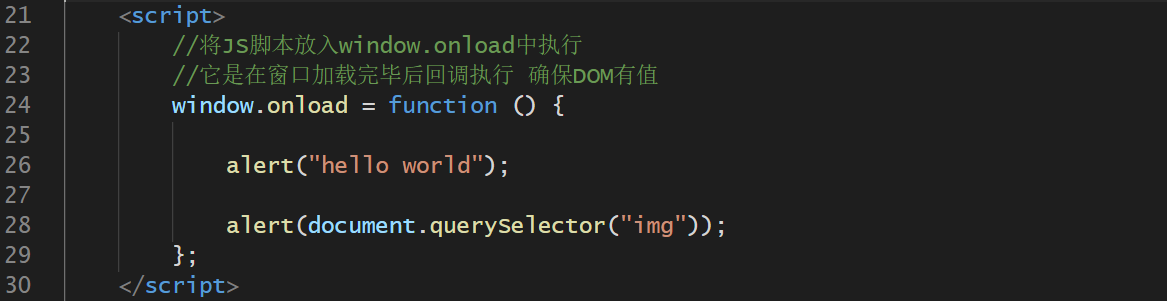 21 <script>
22 //将JS脚本放入window.onload中执行
23 //它是在窗口加载完毕后回调执行 确保DOM有值
24 window.onload = function () {
25
26 alert("hello world");
27
28 alert(document.querySelector("img"));
29 };
30 </script>